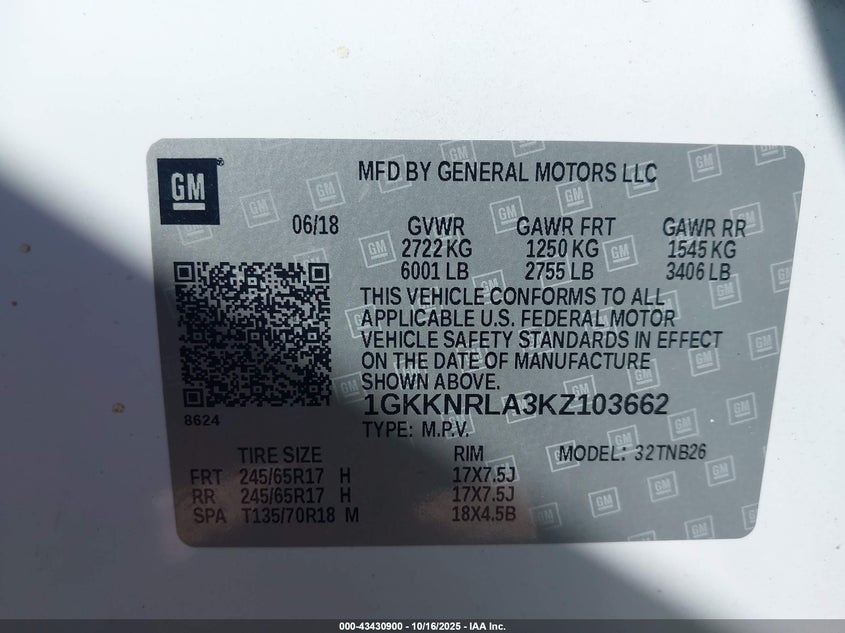 GM
MFD BY GENERAL MOTORS LLC
06/18 GVWR GAWR FRT GAWR RR
2722 KG 1250 KG 1545 KG
6001 LB 2755 LB 3406 LB
THIS VEHICLE CONFORMS TO ALL
APPLICABLE U.S. FEDERAL MOTOR
VEHICLE SAFETY STANDARDS IN EFFECT
ON THE DATE OF MANUFACTURE
SHOWN ABOVE.
8624
1GKKNRLA3KZ103662
TYPE: M.P.V.
TIRE SIZE RIM MODEL: 32TNB26
FRT 245/65R17 H 17X7.5J
RR 245/65R17 H 17X7.5J
SPA T135/70R18 M 18X4.5B
000-43430900 - 10/16/2025 - IAA Inc.